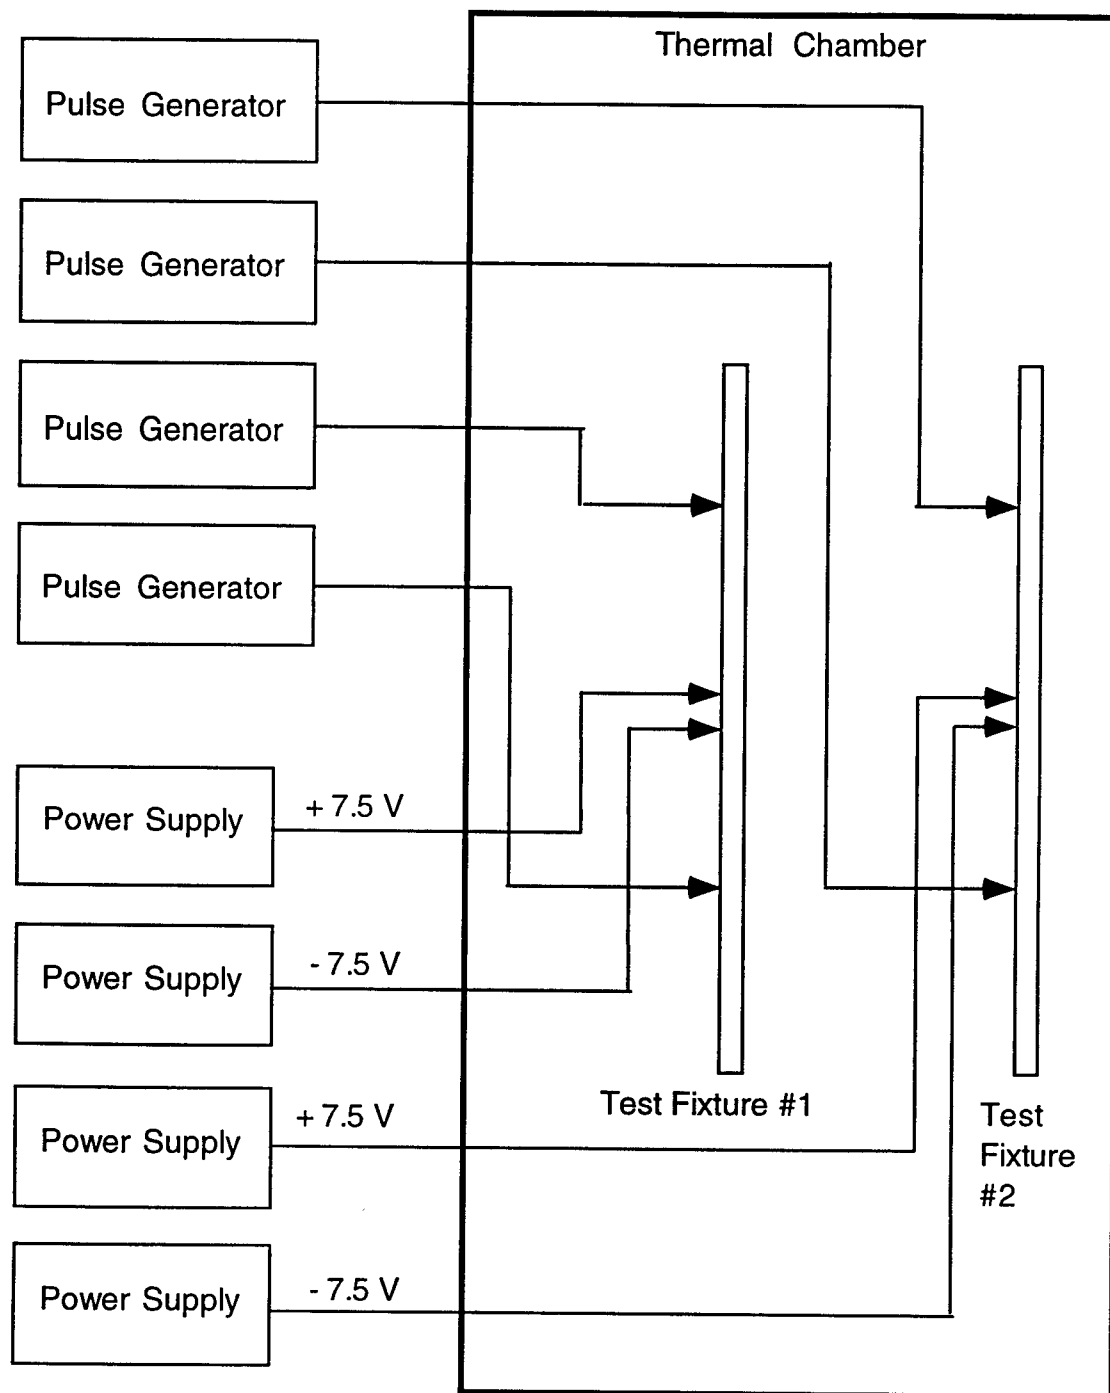 Thermal Chamber
Pulse Generator
Pulse Generator
Pulse Generator
Pulse Generator
Power Supply
+ 7.5 V
Power Supply
- 7.5 V
Power Supply
+ 7.5 V
Power Supply
- 7.5 V
Test Fixture #1
Test
Fixture
#2